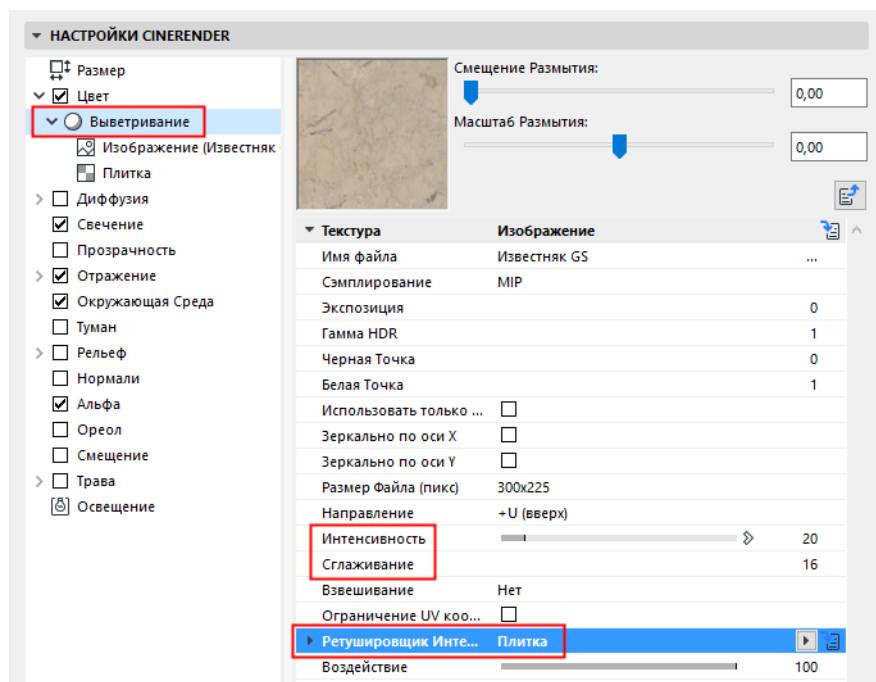 НАСТРОЙКИ CINERENDER
Размер
Цвет
Выветривание
Изображение (Известняк
Плитка
Диффузия
Свечение
Прозрачность
Отражение
Окружающая Среда
Туман
Рельеф
Нормали
Альфа
Ореол
Смещение
Трава
Освещение
Смещение Размытия:
0,00
Масштаб Размытия:
0,00
Текстура Изображение
Имя файла Известняк GS ...
Сэмплирование MIP
Экспозиция 0
Гамма HDR 1
Черная Точка 0
Белая Точка 1
Использовать только ...
Зеркально по оси X
Зеркально по оси Y
Размер Файла (пикс) 300x225
Направление +U (вверх)
Интенсивность 20
Сглаживание 16
Взвешивание Нет
Ограничение UV коо...
Ретушировщик Инте... Плитка
Воздействие 100